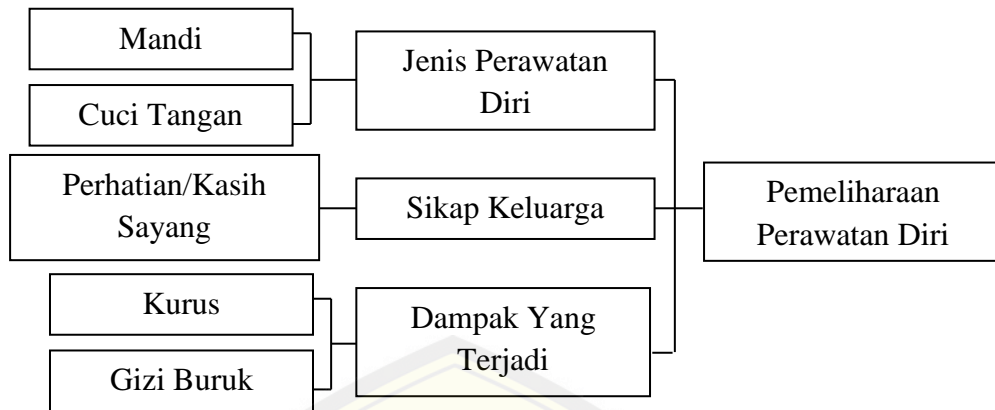 Mandi
Cuci Tangan
Perhatian/Kasih
Sayang
Kurus
Gizi Buruk
Jenis Perawatan
Diri
Sikap Keluarga
Dampak Yang
Terjadi
Pemeliharaan
Perawatan Diri